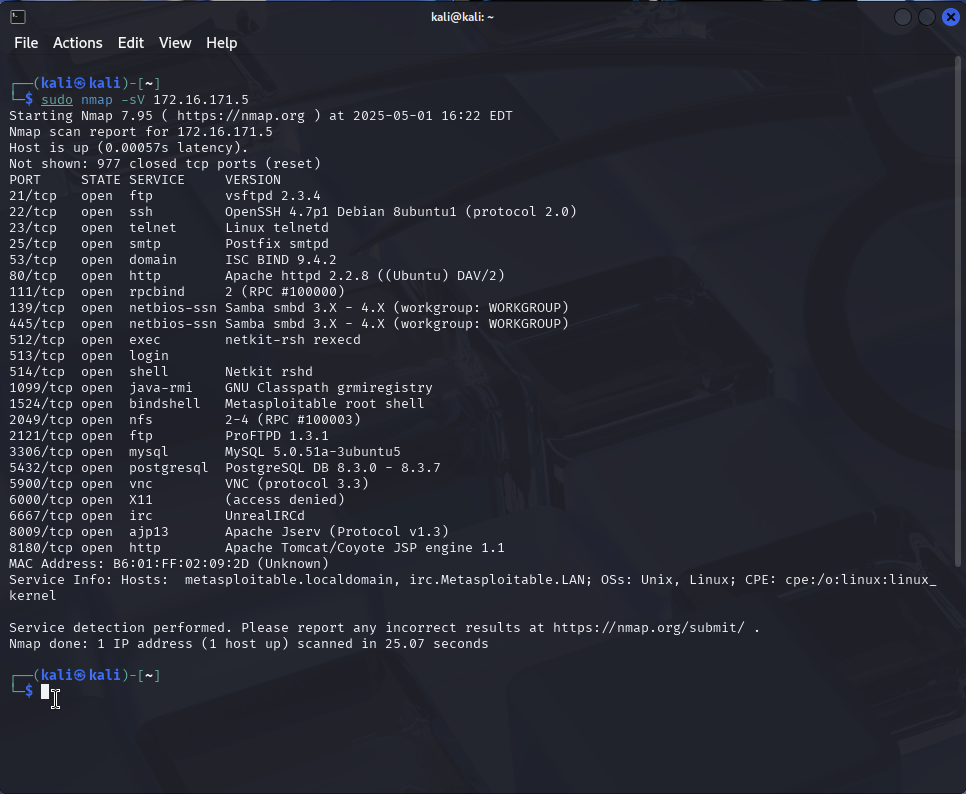 kali@kali: ~
File Actions Edit View Help
┌──(kali㉿kali)-[~]
└─$ sudo nmap -sV 172.16.171.5
Starting Nmap 7.95 ( https://nmap.org ) at 2025-05-01 16:22 EDT
Nmap scan report for 172.16.171.5
Host is up (0.00057s latency).
Not shown: 977 closed tcp ports (reset)
PORT     STATE SERVICE     VERSION
21/tcp   open  ftp         vsftpd 2.3.4
22/tcp   open  ssh         OpenSSH 4.7p1 Debian 8ubuntu1 (protocol 2.0)
23/tcp   open  telnet      Linux telnetd
25/tcp   open  smtp        Postfix smtpd
53/tcp   open  domain      ISC BIND 9.4.2
80/tcp   open  http        Apache httpd 2.2.8 ((Ubuntu) DAV/2)
111/tcp  open  rpcbind     2 (RPC #100000)
139/tcp  open  netbios-ssn Samba smbd 3.X - 4.X (workgroup: WORKGROUP)
445/tcp  open  netbios-ssn Samba smbd 3.X - 4.X (workgroup: WORKGROUP)
512/tcp  open  exec        netkit-rsh rexecd
513/tcp  open  login
514/tcp  open  shell       Netkit rshd
1099/tcp open  java-rmi    GNU Classpath grmiregistry
1524/tcp open  bindshell   Metasploitable root shell
2049/tcp open  nfs         2-4 (RPC #100003)
2121/tcp open  ftp         ProFTPD 1.3.1
3306/tcp open  mysql       MySQL 5.0.51a-3ubuntu5
5432/tcp open  postgresql  PostgreSQL DB 8.3.0 - 8.3.7
5900/tcp open  vnc         VNC (protocol 3.3)
6000/tcp open  X11         (access denied)
6667/tcp open  irc         UnrealIRCd
8009/tcp open  ajp13       Apache Jserv (Protocol v1.3)
8180/tcp open  http        Apache Tomcat/Coyote JSP engine 1.1
MAC Address: B6:01:FF:02:09:2D (Unknown)
Service Info: Hosts:  metasploitable.localdomain, irc.Metasploitable.LAN; OSs: Unix, Linux; CPE: cpe:/o:linux:linux_
kernel
Service detection performed. Please report any incorrect results at https://nmap.org/submit/ .
Nmap done: 1 IP address (1 host up) scanned in 25.07 seconds
┌──(kali㉿kali)-[~]
└─$